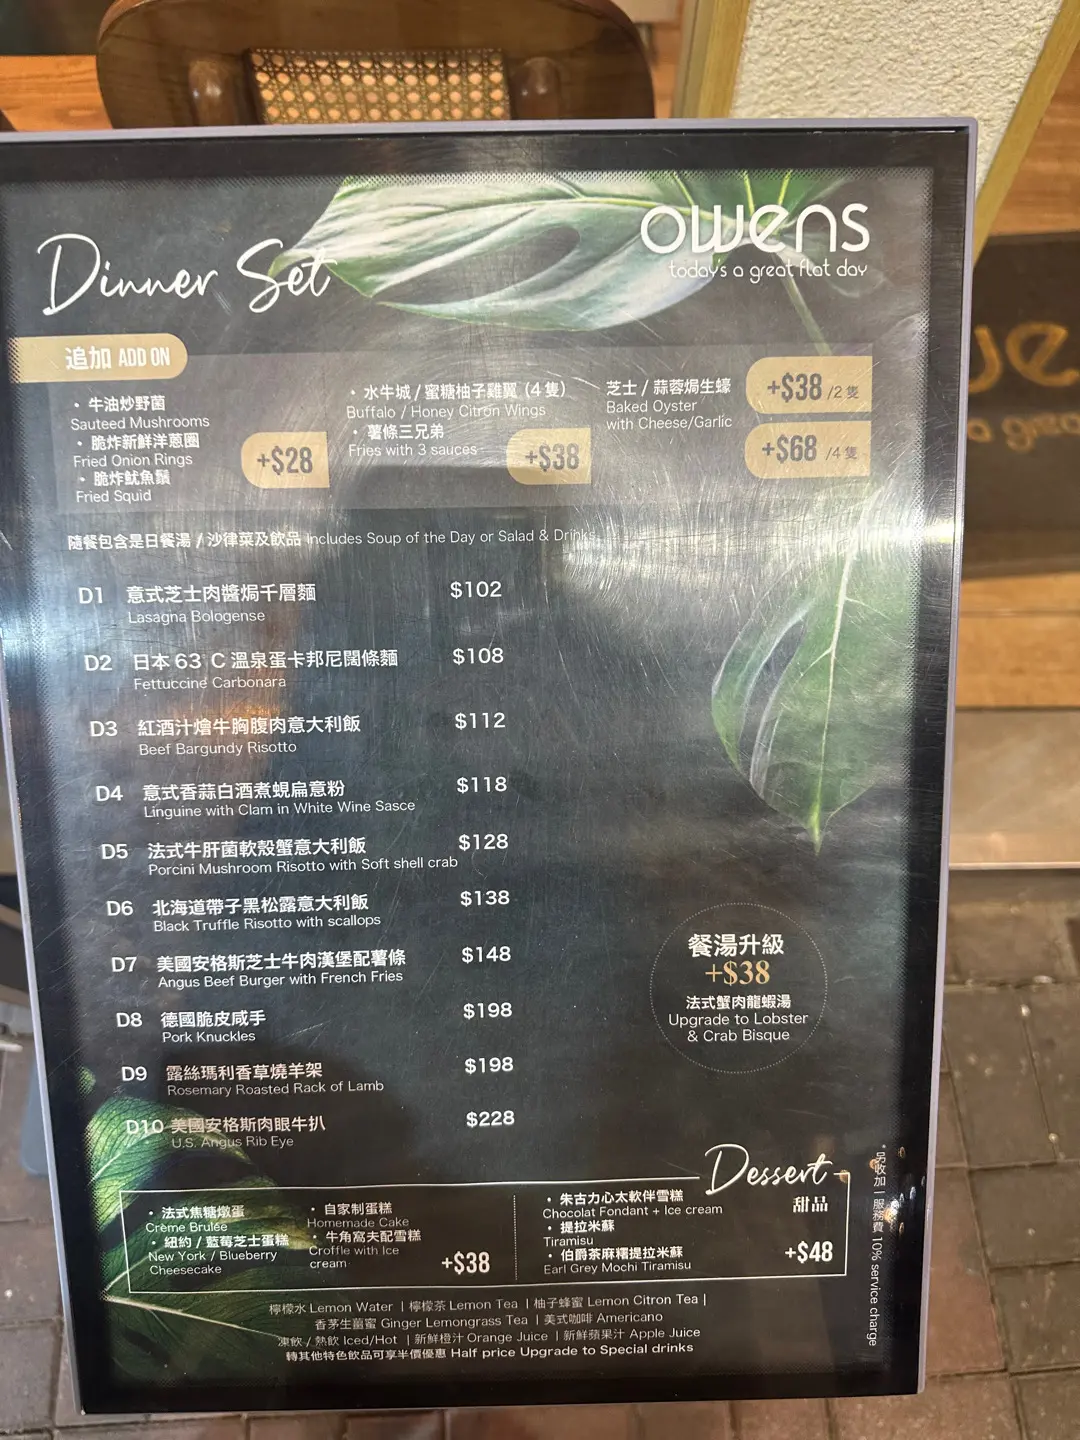 Dinner Set
owens
today's a great flat day
追加 ADD ON
・牛油炒野菌
Sauteed Mushrooms
・脆炸新鮮洋蔥圈
Fried Onion Rings
・脆炸魷魚鬚
Fried Squid
+$28
・水牛城 / 蜜糖柚子雞翼 (4 隻)
Buffalo / Honey Citron Wings
・薯條三兄弟
Fries with 3 sauces
+$38
芝士 / 蒜蓉焗生蠔
Baked Oyster
with Cheese/Garlic
+$38 /2 隻
+$68 /4 隻
隨餐包含是日餐湯 / 沙律菜及飲品 Includes Soup of the Day or Salad & Drinks
D1 意式芝士肉醬焗千層麵 $102
Lasagna Bologense
D2 日本 63 C 溫泉蛋卡邦尼闊條麵 $108
Fettuccine Carbonara
D3 紅酒汁燴牛胸腹肉意大利飯 $112
Beef Bargundy Risotto
D4 意式香蒜白酒煮蜆扁意粉 $118
Linguine with Clam in White Wine Sasce
D5 法式牛肝菌軟殼蟹意大利飯 $128
Porcini Mushroom Risotto with Soft shell crab
D6 北海道帶子黑松露意大利飯 $138
Black Truffle Risotto with scallops
D7 美國安格斯芝士牛肉漢堡配薯條 $148
Angus Beef Burger with French Fries
D8 德國脆皮咸手 $198
Pork Knuckles
D9 露絲瑪利香草燒羊架 $198
Rosemary Roasted Rack of Lamb
D10 美國安格斯肉眼牛扒 $228
U.S. Angus Rib Eye
餐湯升級
+$38
法式蟹肉龍蝦湯
Upgrade to Lobster
& Crab Bisque
Dessert
甜品
・法式焦糖燉蛋
Crème Brulée
・紐約 / 藍莓芝士蛋糕
New York / Blueberry
Cheesecake
・自家制蛋糕
Homemade Cake
・牛角窩夫配雪糕
Croffle with Ice
cream
+$38
・朱古力心太軟伴雪糕
Chocolat Fondant + Ice cream
・提拉米蘇
Tiramisu
・伯爵茶麻糬提拉米蘇
Earl Grey Mochi Tiramisu
+$48
檸檬水 Lemon Water | 檸檬茶 Lemon Tea | 柚子蜂蜜 Lemon Citron Tea |
香茅生薑蜜 Ginger Lemongrass Tea | 美式咖啡 Americano
凍飲 / 熱飲 Iced/Hot | 新鮮橙汁 Orange Juice | 新鮮蘋果汁 Apple Juice
轉其他特色飲品可享半價優惠 Half price Upgrade to Special drinks
*另收加一服務費 10% service charge